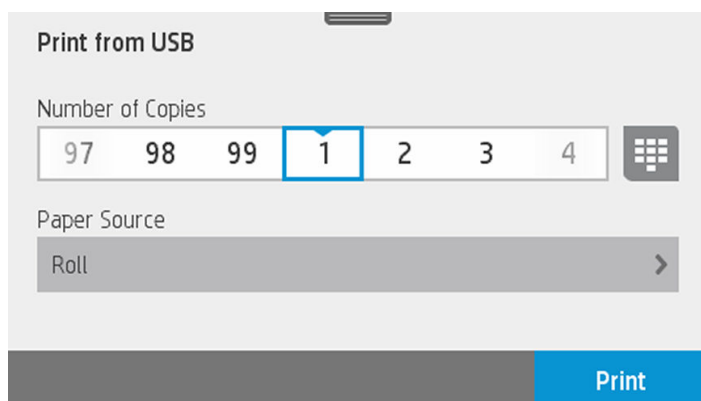 Print from USB
Number of Copies
97 98 99 1 2 3 4
Paper Source
Roll
Print